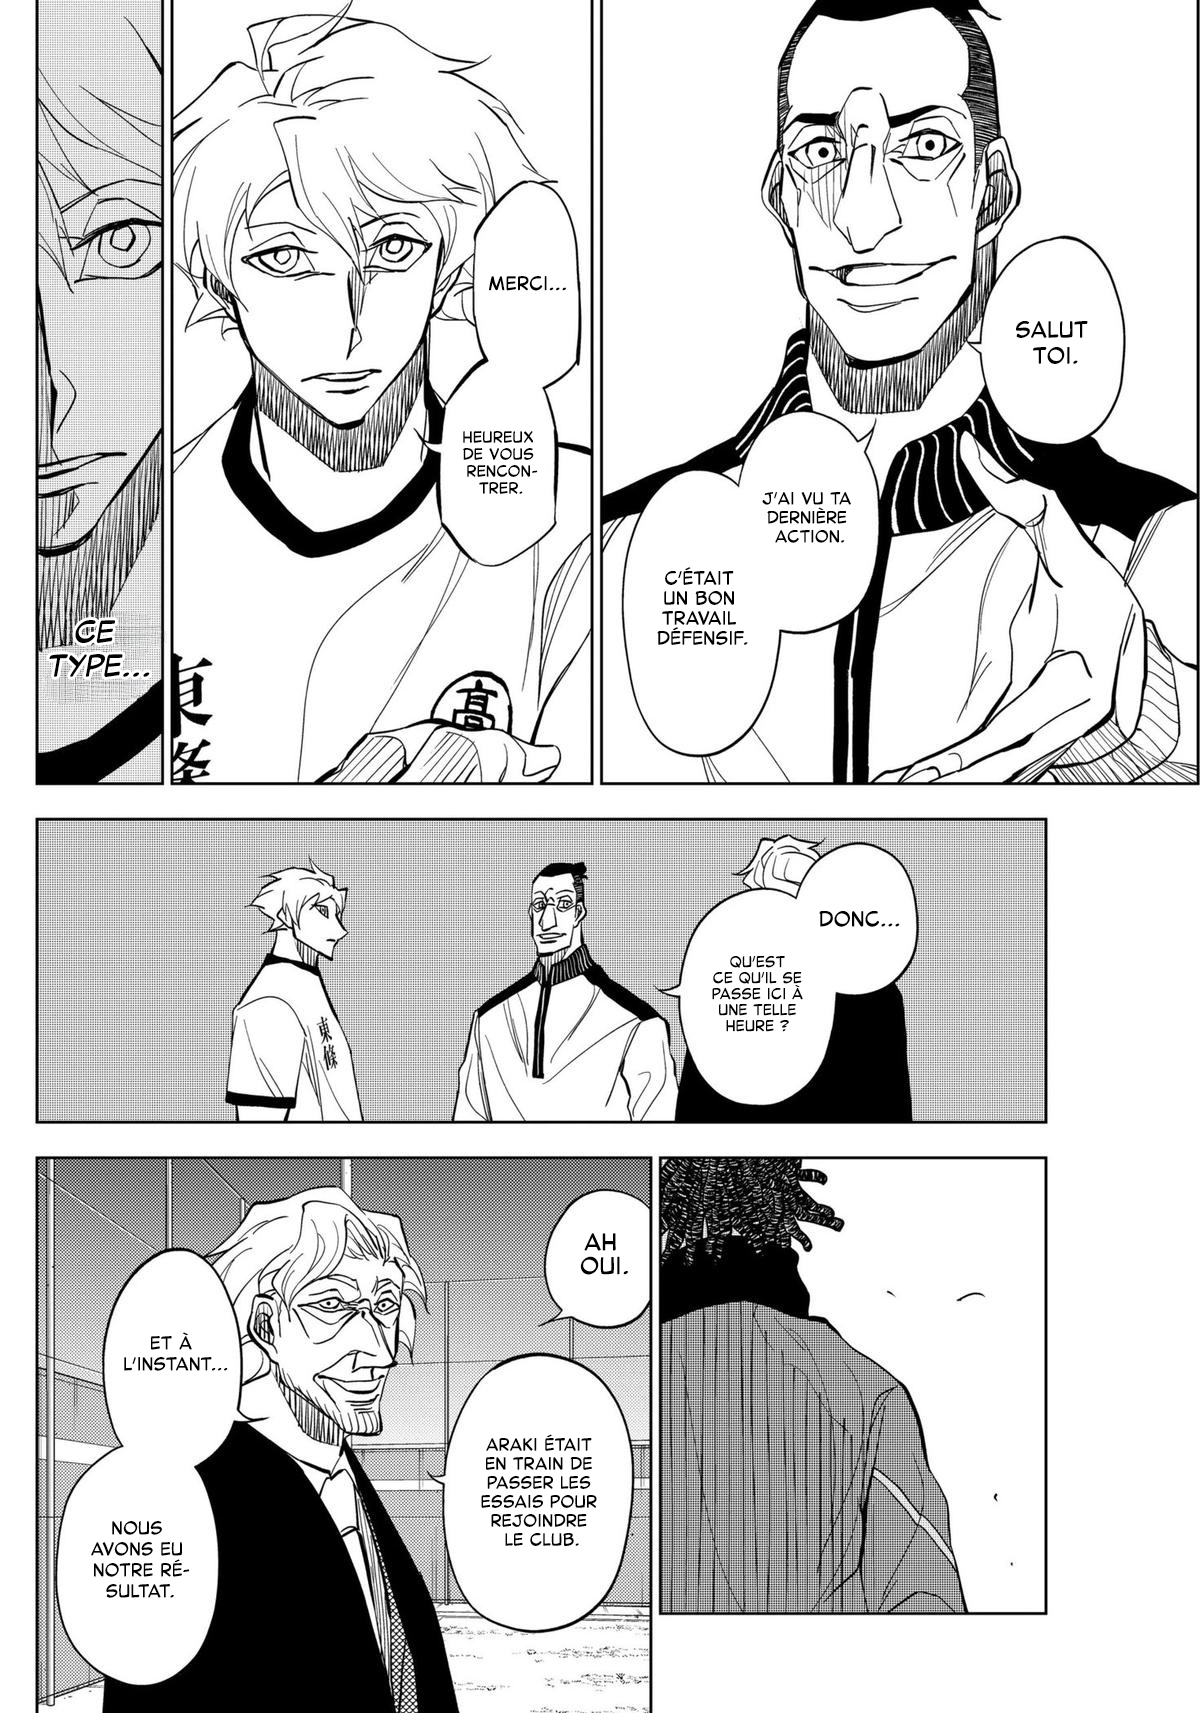 SALUT
TOI.
J'AI VU TA
DERNIÈRE
ACTION.
C'ÉTAIT
UN BON
TRAVAIL
DÉFENSIF.
MERCI...
HEUREUX
DE VOUS
RENCON-
TRER.
東條
高
CE
TYPE...
DONC...
QU'EST
CE QU'IL SE
PASSE ICI À
UNE TELLE
HEURE ?
東條
AH
OUI.
ARAKI ÉTAIT
EN TRAIN DE
PASSER LES
ESSAIS POUR
REJOINDRE
LE CLUB.
ET À
L'INSTANT...
NOUS
AVONS EU
NOTRE RÉ-
SULTAT.